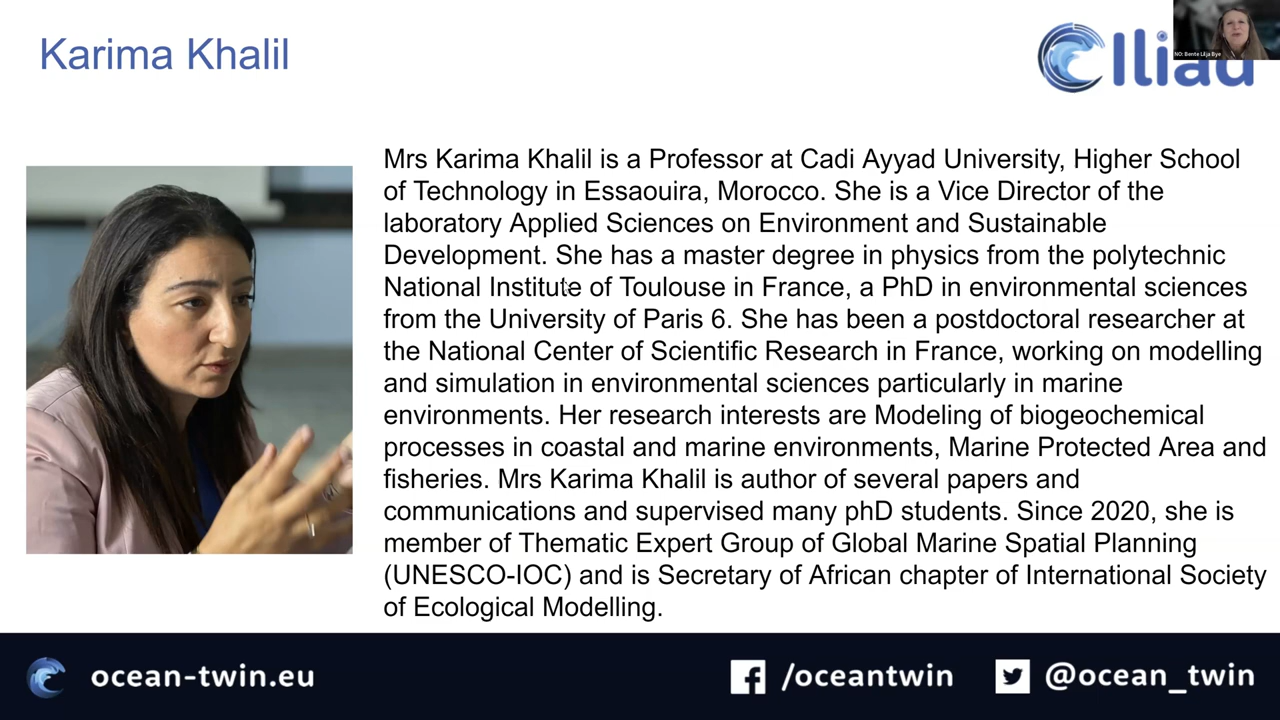 Karima Khalil
Iliad
NO: Bente Lilja Bye
Mrs Karima Khalil is a Professor at Cadi Ayyad University, Higher School
of Technology in Essaouira, Morocco. She is a Vice Director of the
laboratory Applied Sciences on Environment and Sustainable
Development. She has a master degree in physics from the polytechnic
National Institute of Toulouse in France, a PhD in environmental sciences
from the University of Paris 6. She has been a postdoctoral researcher at
the National Center of Scientific Research in France, working on modelling
and simulation in environmental sciences particularly in marine
environments. Her research interests are Modeling of biogeochemical
processes in coastal and marine environments, Marine Protected Area and
fisheries. Mrs Karima Khalil is author of several papers and
communications and supervised many phD students. Since 2020, she is
member of Thematic Expert Group of Global Marine Spatial Planning
(UNESCO-IOC) and is Secretary of African chapter of International Society
of Ecological Modelling.
ocean-twin.eu
/oceantwin
@ocean_twin